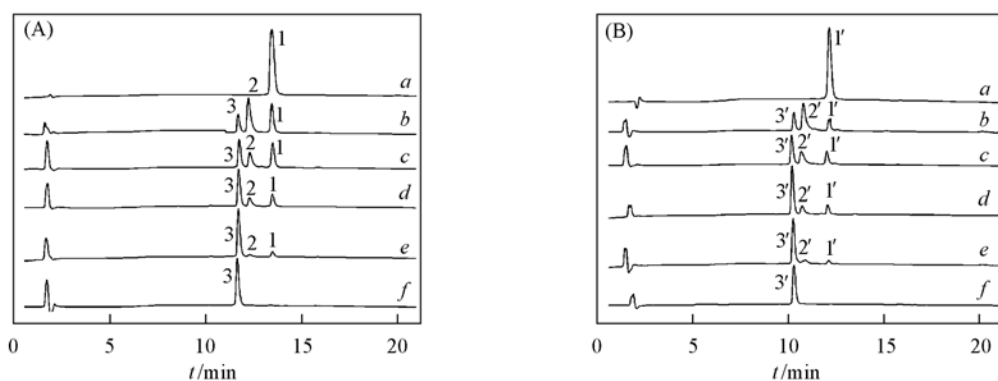 (A)
1
a
3 2 1
b
3 2 1
c
3 2 1
d
3 2 1
e
3
f
0 5 10 15 20
t/min
(B)
1′
a
3′ 2′ 1′
b
3′ 2′ 1′
c
3′ 2′ 1′
d
3′ 2′ 1′
e
3′
f
0 5 10 15 20
t/min